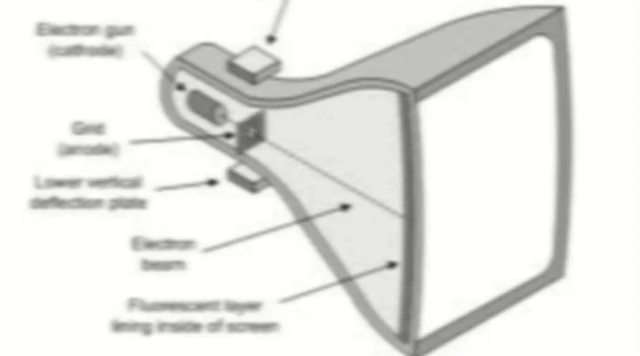 Electron gun
(cathode)
Grid
(anode)
Lower vertical
deflection plate
Electron
beam
Fluorescent layer
lining inside of screen